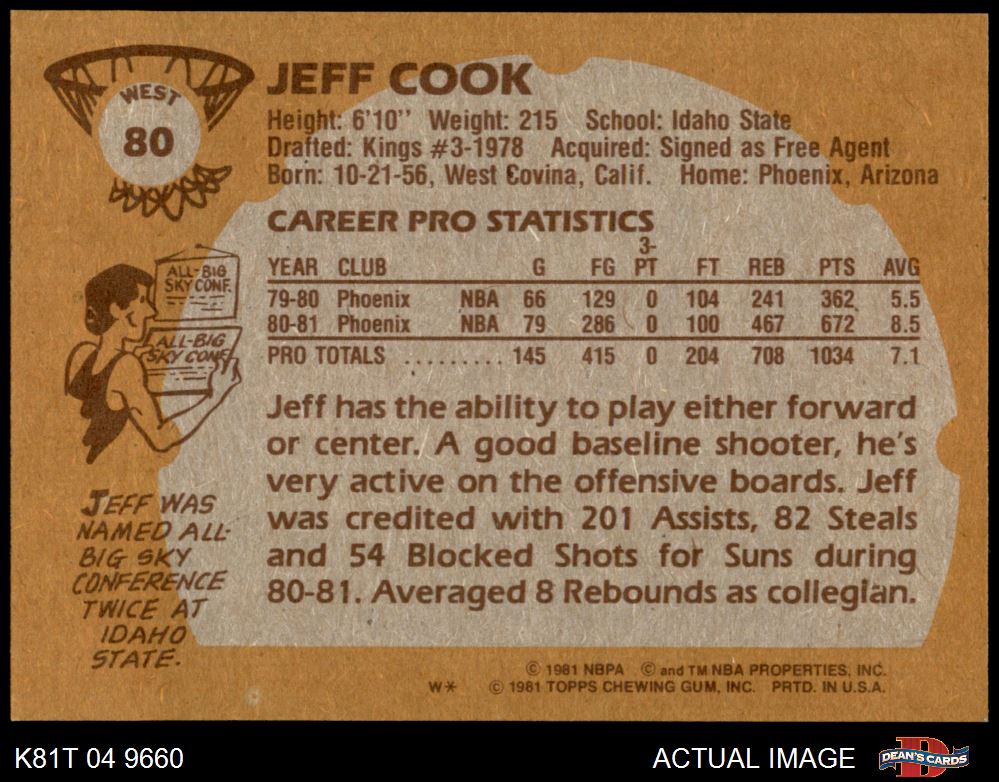 WEST
80
JEFF COOK
Height: 6'10" Weight: 215 School: Idaho State
Drafted: Kings #3-1978 Acquired: Signed as Free Agent
Born: 10-21-56, West Covina, Calif. Home: Phoenix, Arizona
CAREER PRO STATISTICS
YEAR CLUB G FG 3-PT FT REB PTS AVG
79-80 Phoenix NBA 66 129 0 104 241 362 5.5
80-81 Phoenix NBA 79 286 0 100 467 672 8.5
PRO TOTALS ......... 145 415 0 204 708 1034 7.1
ALL-BIG
SKY CONF.
ALL-BIG
SKY CONF.
Jeff has the ability to play either forward
or center. A good baseline shooter, he's
very active on the offensive boards. Jeff
was credited with 201 Assists, 82 Steals
and 54 Blocked Shots for Suns during
80-81. Averaged 8 Rebounds as collegian.
JEFF WAS
NAMED ALL-
BIG SKY
CONFERENCE
TWICE AT
IDAHO
STATE.
© 1981 NBPA © and TM NBA PROPERTIES, INC.
W* © 1981 TOPPS CHEWING GUM, INC. PRTD. IN U.S.A.
K81T 04 9660
ACTUAL IMAGE
DEAN'S CARDS